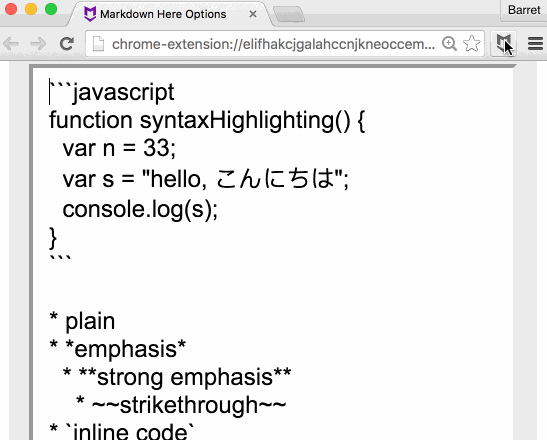 Markdown Here Options
Barret
chrome-extension://elifhakcjgalahccnjkneoccem...
```javascript
function syntaxHighlighting() {
  var n = 33;
  var s = "hello, こんにちは";
  console.log(s);
}
```
* plain
* *emphasis*
  * **strong emphasis**
    * ~~strikethrough~~
* `inline code`